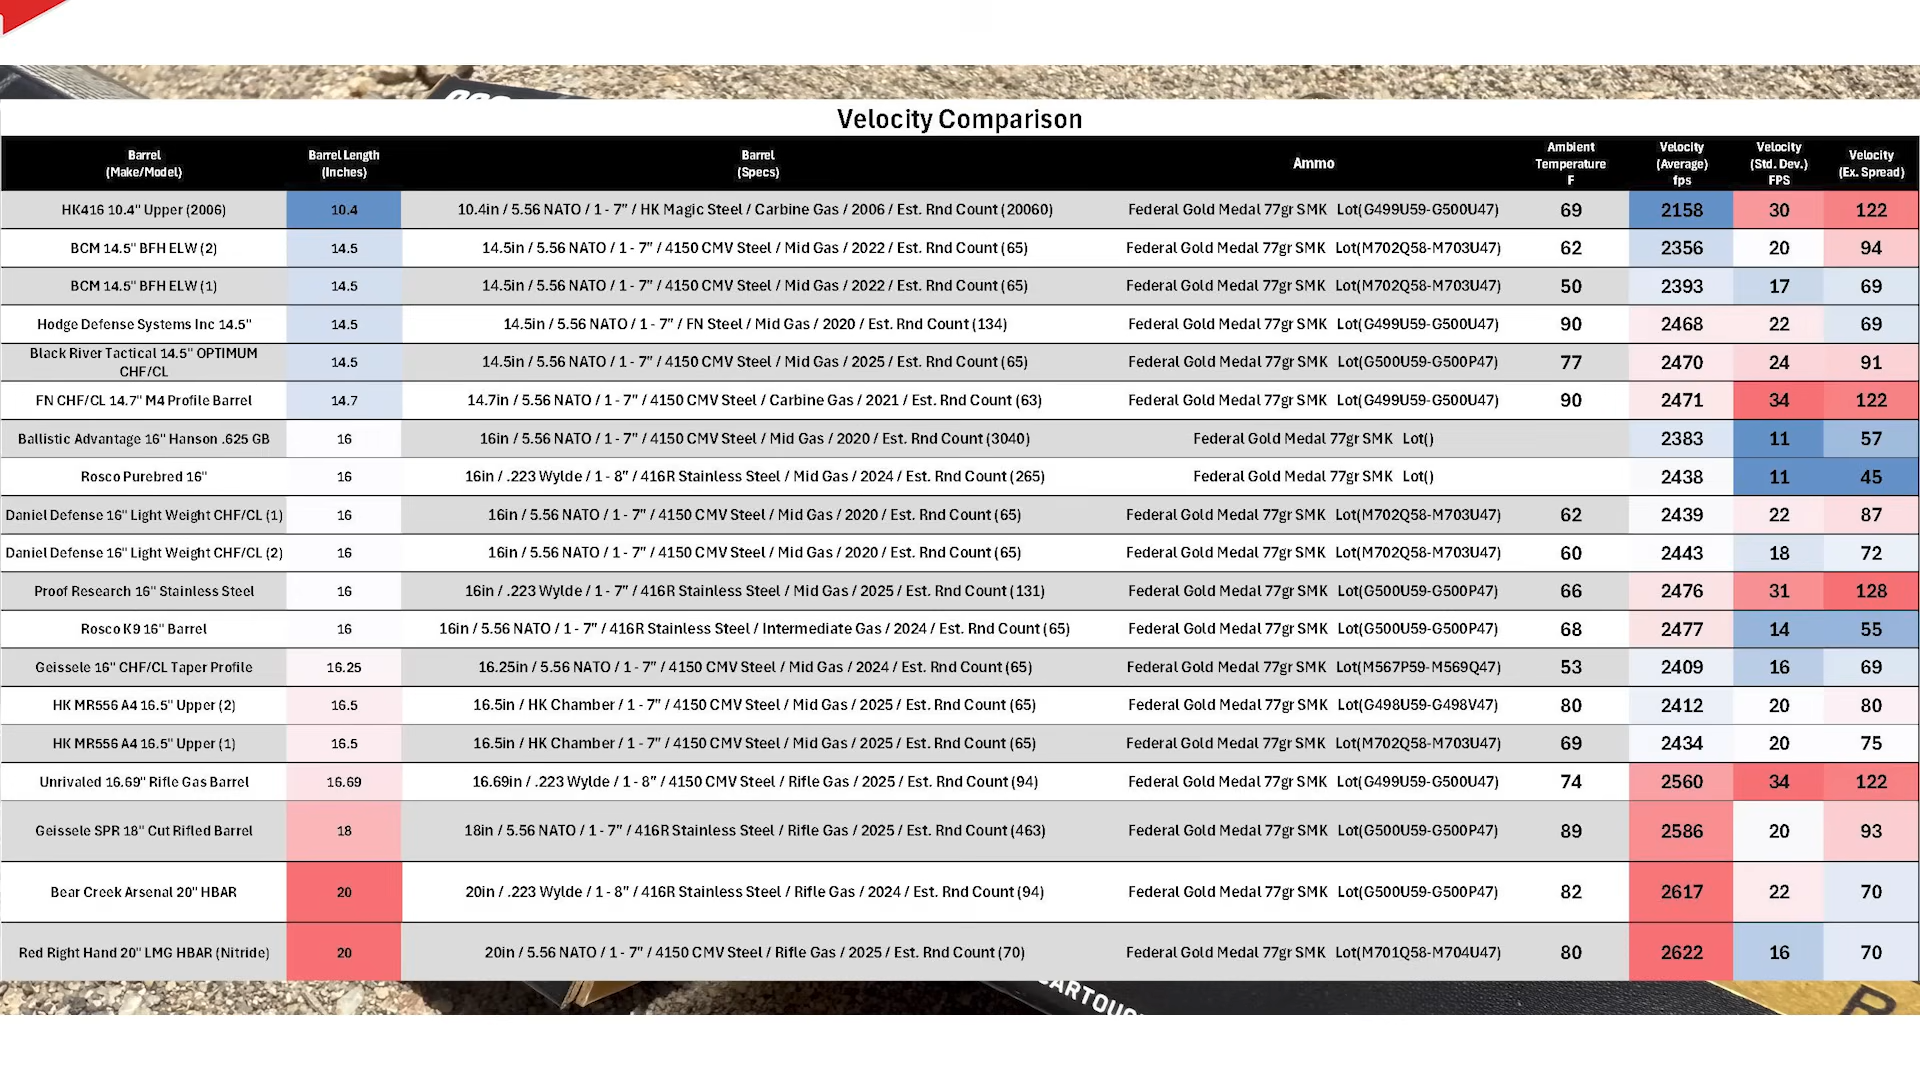 Velocity Comparison
Barrel
(Make/Model)
Barrel Length
(Inches)
Barrel
(Specs)
Ammo
Ambient
Temperature
F
Velocity
(Average)
fps
Velocity
(Std. Dev.)
FPS
Velocity
(Ex. Spread)
HK416 10.4" Upper (2006) 10.4 10.4in / 5.56 NATO / 1 - 7" / HK Magic Steel / Carbine Gas / 2006 / Est. Rnd Count (20060) Federal Gold Medal 77gr SMK Lot(G499U59-G500U47) 69 2158 30 122
BCM 14.5" BFH ELW (2) 14.5 14.5in / 5.56 NATO / 1 - 7" / 4150 CMV Steel / Mid Gas / 2022 / Est. Rnd Count (65) Federal Gold Medal 77gr SMK Lot(M702Q58-M703U47) 62 2356 20 94
BCM 14.5" BFH ELW (1) 14.5 14.5in / 5.56 NATO / 1 - 7" / 4150 CMV Steel / Mid Gas / 2022 / Est. Rnd Count (65) Federal Gold Medal 77gr SMK Lot(M702Q58-M703U47) 50 2393 17 69
Hodge Defense Systems Inc 14.5" 14.5 14.5in / 5.56 NATO / 1 - 7" / FN Steel / Mid Gas / 2020 / Est. Rnd Count (134) Federal Gold Medal 77gr SMK Lot(G499U59-G500U47) 90 2468 22 69
Black River Tactical 14.5" OPTIMUM
CHF/CL 14.5 14.5in / 5.56 NATO / 1 - 7" / 4150 CMV Steel / Mid Gas / 2025 / Est. Rnd Count (65) Federal Gold Medal 77gr SMK Lot(G500U59-G500P47) 77 2470 24 91
FN CHF/CL 14.7" M4 Profile Barrel 14.7 14.7in / 5.56 NATO / 1 - 7" / 4150 CMV Steel / Carbine Gas / 2021 / Est. Rnd Count (63) Federal Gold Medal 77gr SMK Lot(G499U59-G500U47) 90 2471 34 122
Ballistic Advantage 16" Hanson .625 GB 16 16in / 5.56 NATO / 1 - 7" / 4150 CMV Steel / Mid Gas / 2020 / Est. Rnd Count (3040) Federal Gold Medal 77gr SMK Lot() 2383 11 57
Rosco Purebred 16" 16 16in / .223 Wylde / 1 - 8" / 416R Stainless Steel / Mid Gas / 2024 / Est. Rnd Count (265) Federal Gold Medal 77gr SMK Lot() 2438 11 45
Daniel Defense 16" Light Weight CHF/CL (1) 16 16in / 5.56 NATO / 1 - 7" / 4150 CMV Steel / Mid Gas / 2020 / Est. Rnd Count (65) Federal Gold Medal 77gr SMK Lot(M702Q58-M703U47) 62 2439 22 87
Daniel Defense 16" Light Weight CHF/CL (2) 16 16in / 5.56 NATO / 1 - 7" / 4150 CMV Steel / Mid Gas / 2020 / Est. Rnd Count (65) Federal Gold Medal 77gr SMK Lot(M702Q58-M703U47) 60 2443 18 72
Proof Research 16" Stainless Steel 16 16in / .223 Wylde / 1 - 7" / 416R Stainless Steel / Mid Gas / 2025 / Est. Rnd Count (131) Federal Gold Medal 77gr SMK Lot(G500U59-G500P47) 66 2476 31 128
Rosco K9 16" Barrel 16 16in / 5.56 NATO / 1 - 7" / 416R Stainless Steel / Intermediate Gas / 2024 / Est. Rnd Count (65) Federal Gold Medal 77gr SMK Lot(G500U59-G500P47) 68 2477 14 55
Geissele 16" CHF/CL Taper Profile 16.25 16.25in / 5.56 NATO / 1 - 7" / 4150 CMV Steel / Mid Gas / 2024 / Est. Rnd Count (65) Federal Gold Medal 77gr SMK Lot(M567P59-M569Q47) 53 2409 16 69
HK MR556 A4 16.5" Upper (2) 16.5 16.5in / HK Chamber / 1 - 7" / 4150 CMV Steel / Mid Gas / 2025 / Est. Rnd Count (65) Federal Gold Medal 77gr SMK Lot(G498U59-G498V47) 80 2412 20 80
HK MR556 A4 16.5" Upper (1) 16.5 16.5in / HK Chamber / 1 - 7" / 4150 CMV Steel / Mid Gas / 2025 / Est. Rnd Count (65) Federal Gold Medal 77gr SMK Lot(M702Q58-M703U47) 69 2434 20 75
Unrivaled 16.69" Rifle Gas Barrel 16.69 16.69in / .223 Wylde / 1 - 8" / 4150 CMV Steel / Rifle Gas / 2025 / Est. Rnd Count (94) Federal Gold Medal 77gr SMK Lot(G499U59-G500U47) 74 2560 34 122
Geissele SPR 18" Cut Rifled Barrel 18 18in / 5.56 NATO / 1 - 7" / 416R Stainless Steel / Rifle Gas / 2025 / Est. Rnd Count (463) Federal Gold Medal 77gr SMK Lot(G500U59-G500P47) 89 2586 20 93
Bear Creek Arsenal 20" HBAR 20 20in / .223 Wylde / 1 - 8" / 416R Stainless Steel / Rifle Gas / 2024 / Est. Rnd Count (94) Federal Gold Medal 77gr SMK Lot(G500U59-G500P47) 82 2617 22 70
Red Right Hand 20" LMG HBAR (Nitride) 20 20in / 5.56 NATO / 1 - 7" / 4150 CMV Steel / Rifle Gas / 2025 / Est. Rnd Count (70) Federal Gold Medal 77gr SMK Lot(M701Q58-M704U47) 80 2622 16 70